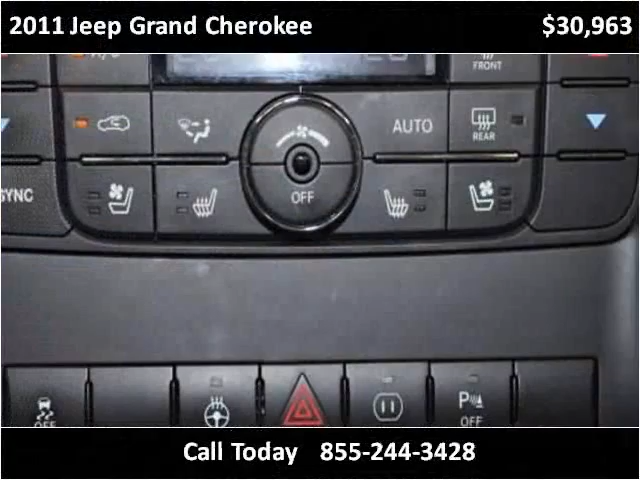 2011 Jeep Grand Cherokee $30,963
FRONT
AUTO
REAR
SYNC
OFF
OFF
P OFF
Call Today 855-244-3428